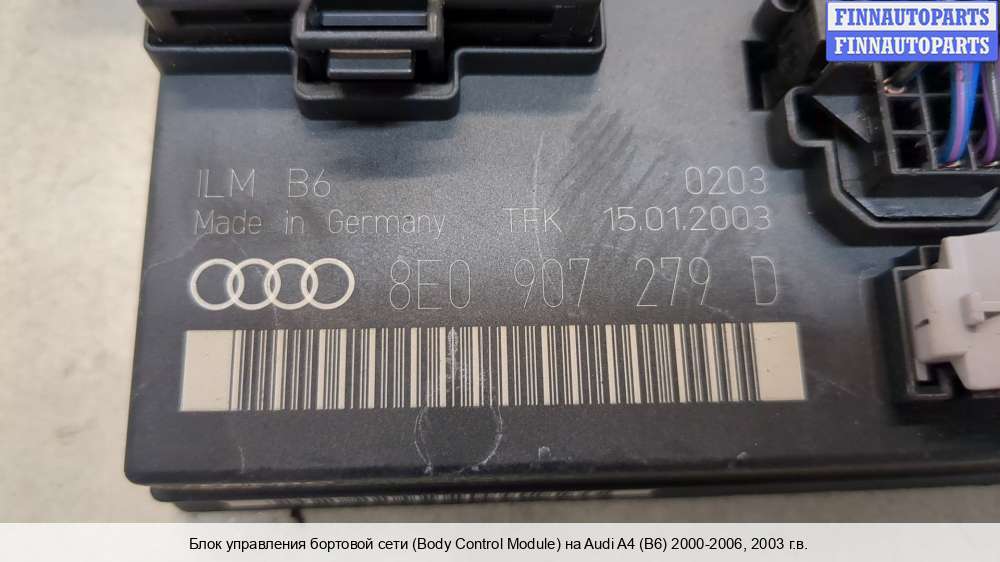 FINNAUTOPARTS
FINNAUTOPARTS
ILM B6 0203
Made in Germany TFK 15.01.2003
8E0 907 279 D
Блок управления бортовой сети (Body Control Module) на Audi A4 (B6) 2000-2006, 2003 г.в.